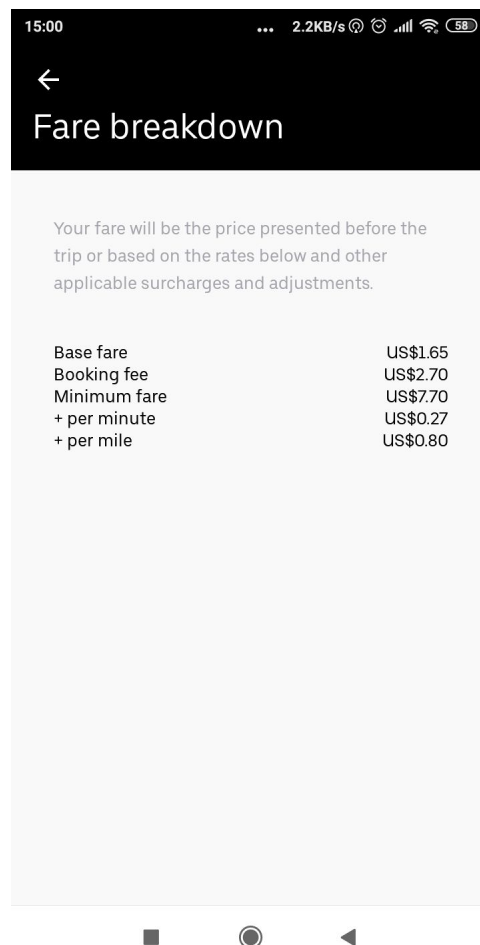 15:00 ... 2.2KB/s 58
Fare breakdown
Your fare will be the price presented before the
trip or based on the rates below and other
applicable surcharges and adjustments.
Base fare US$1.65
Booking fee US$2.70
Minimum fare US$7.70
+ per minute US$0.27
+ per mile US$0.80